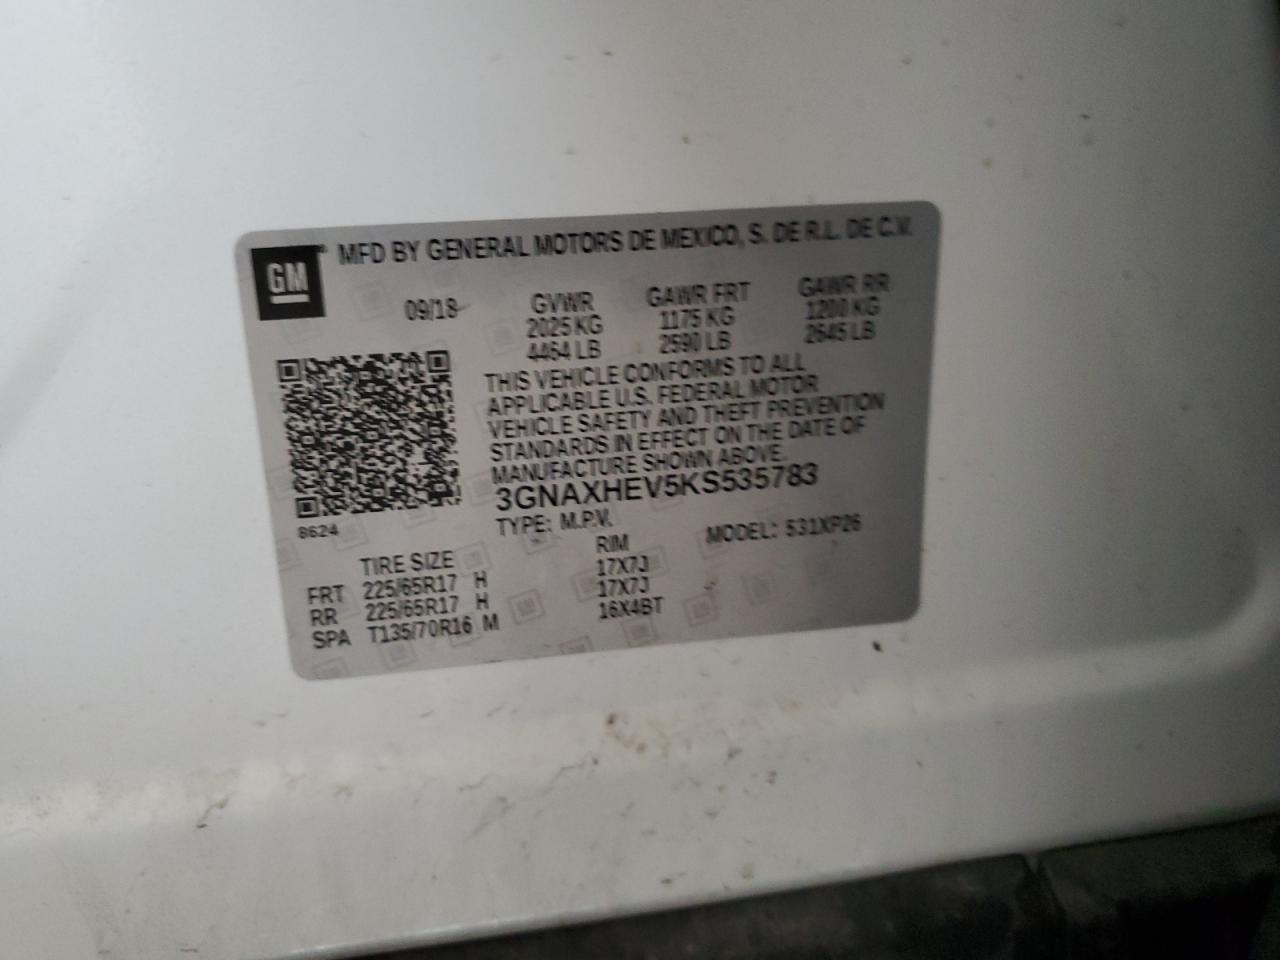 GM
® MFD BY GENERAL MOTORS DE MEXICO, S. DE R.L. DE C.V.
09/18 GVWR GAWR FRT GAWR RR
2025 KG 1175 KG 1200 KG
4464 LB 2590 LB 2645 LB
THIS VEHICLE CONFORMS TO ALL
APPLICABLE U.S. FEDERAL MOTOR
VEHICLE SAFETY AND THEFT PREVENTION
STANDARDS IN EFFECT ON THE DATE OF
MANUFACTURE SHOWN ABOVE.
3GNAXHEV5KS535783
8624 TYPE: M.P.V. MODEL: 531XP26
TIRE SIZE RIM
FRT 225/65R17 H 17X7J
RR 225/65R17 H 17X7J
SPA T135/70R16 M 16X4BT